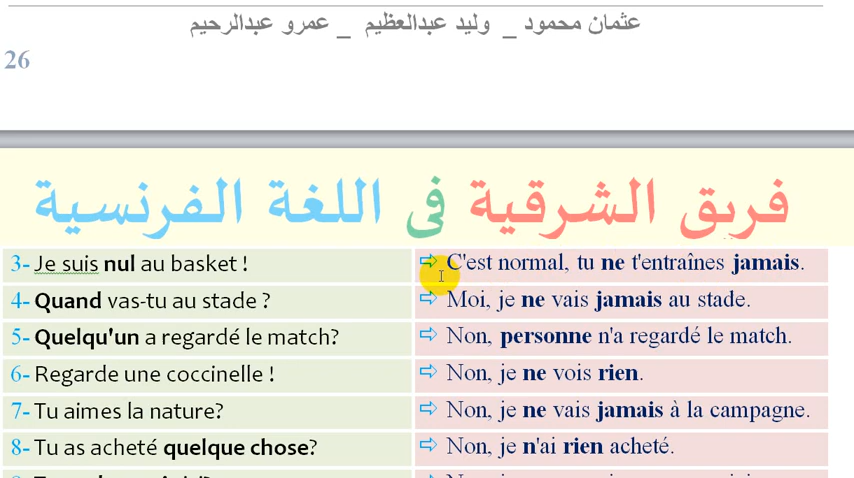 عثمان محمود _ وليد عبدالعظيم _ عمرو عبدالرحيم
26
فريق الشرقية فى اللغة الفرنسية
3- Je suis nul au basket ! ⇨ C'est normal, tu ne t'entraînes jamais.
4- Quand vas-tu au stade ? ⇨ Moi, je ne vais jamais au stade.
5- Quelqu'un a regardé le match? ⇨ Non, personne n'a regardé le match.
6- Regarde une coccinelle ! ⇨ Non, je ne vois rien.
7- Tu aimes la nature? ⇨ Non, je ne vais jamais à la campagne.
8- Tu as acheté quelque chose? ⇨ Non, je n'ai rien acheté.